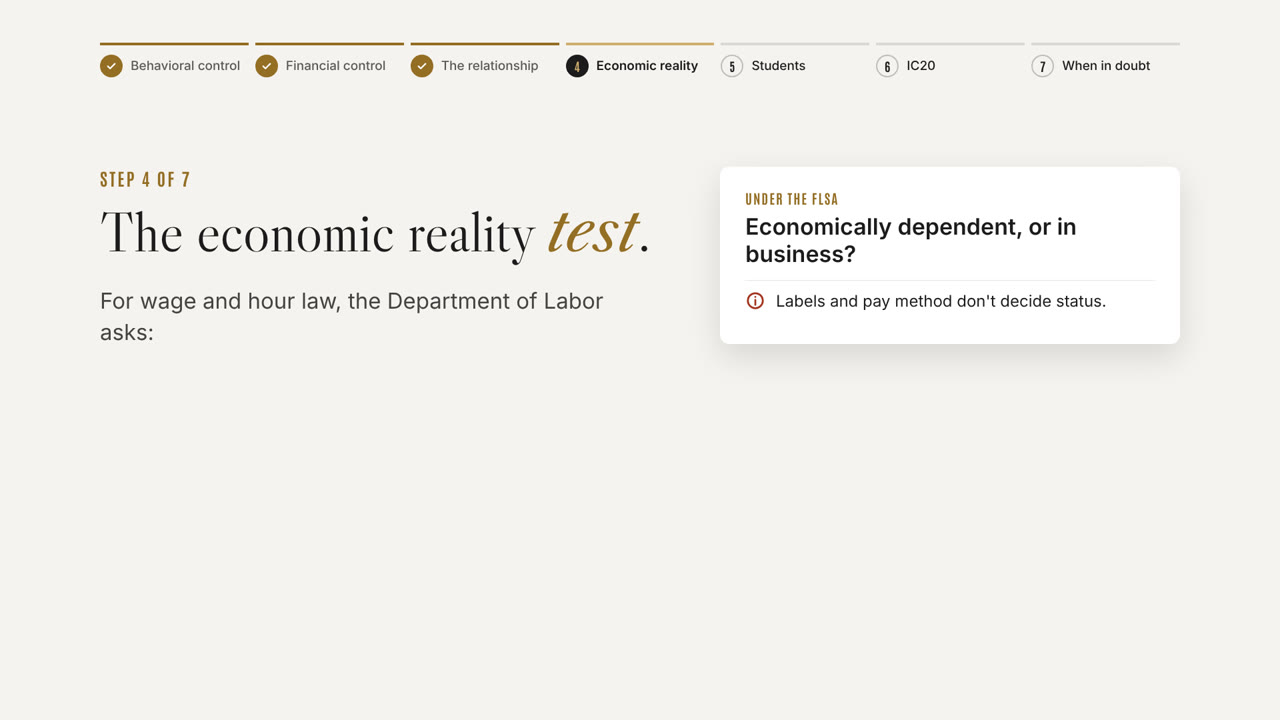 Behavioral control
Financial control
The relationship
4 Economic reality
5 Students
6 IC20
7 When in doubt
STEP 4 OF 7
The economic reality test.
For wage and hour law, the Department of Labor
asks:
UNDER THE FLSA
Economically dependent, or in
business?
Labels and pay method don't decide status.